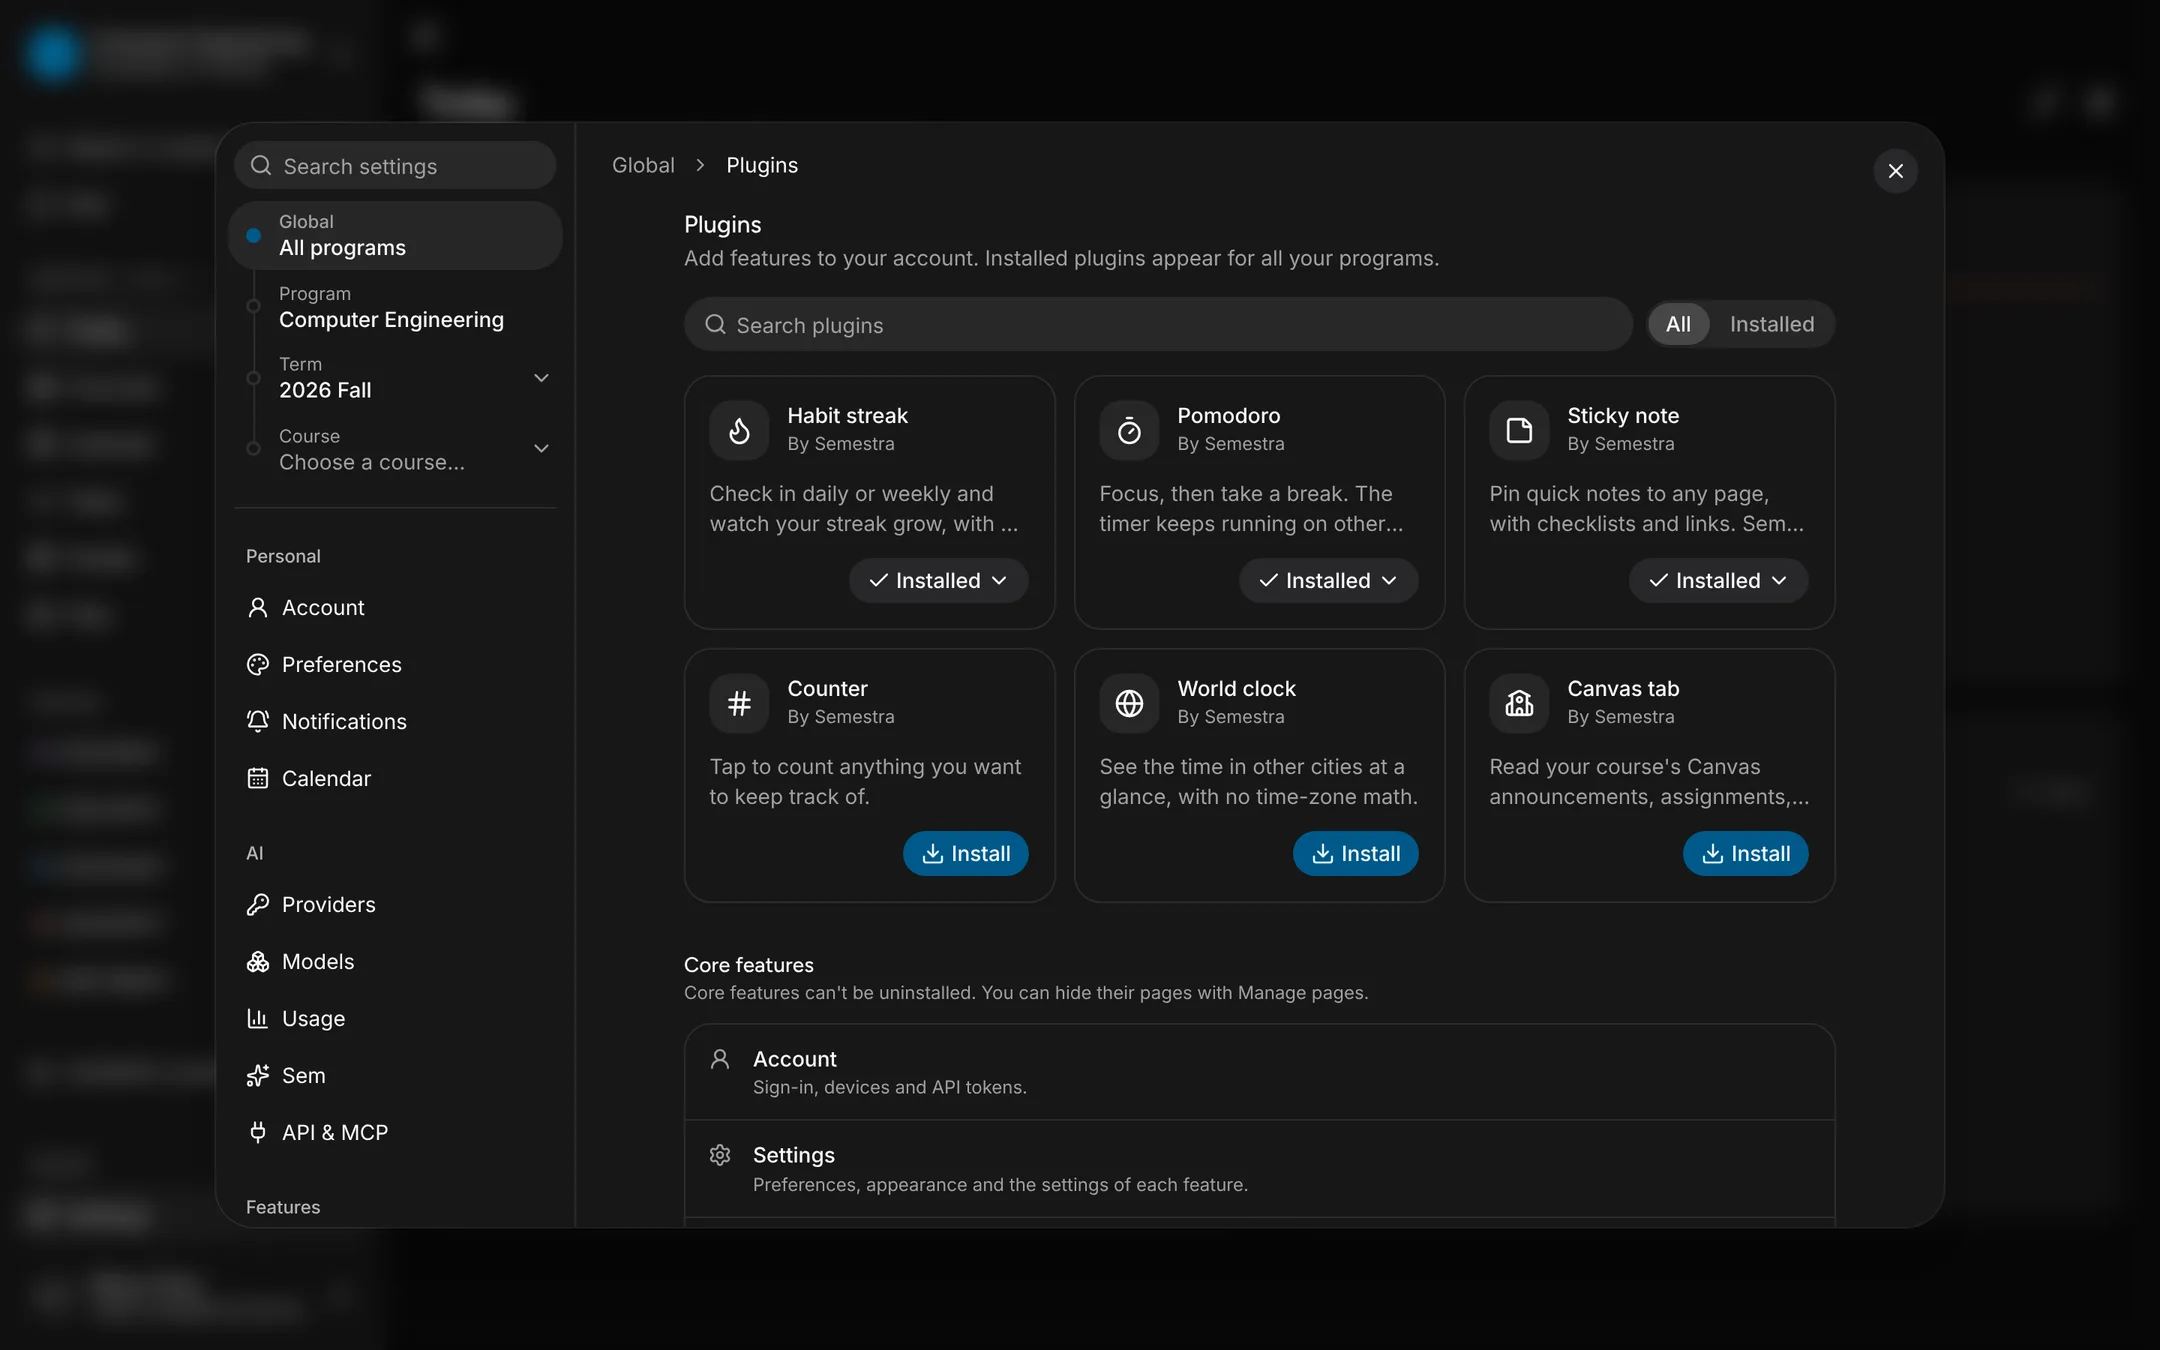 Search settings
Global
All programs
Program
Computer Engineering
Term
2026 Fall
Course
Choose a course...
Personal
Account
Preferences
Notifications
Calendar
AI
Providers
Models
Usage
Sem
API & MCP
Features
Global > Plugins
Plugins
Add features to your account. Installed plugins appear for all your programs.
Search plugins
All
Installed
Habit streak
By Semestra
Check in daily or weekly and
watch your streak grow, with ...
Installed
Pomodoro
By Semestra
Focus, then take a break. The
timer keeps running on other...
Installed
Sticky note
By Semestra
Pin quick notes to any page,
with checklists and links. Sem...
Installed
Counter
By Semestra
Tap to count anything you want
to keep track of.
Install
World clock
By Semestra
See the time in other cities at a
glance, with no time-zone math.
Install
Canvas tab
By Semestra
Read your course's Canvas
announcements, assignments,...
Install
Core features
Core features can't be uninstalled. You can hide their pages with Manage pages.
Account
Sign-in, devices and API tokens.
Settings
Preferences, appearance and the settings of each feature.